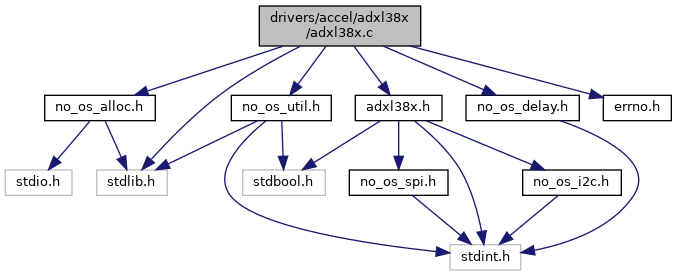 drivers/accel/adxl38x
/adxl38x.c
no_os_alloc.h
no_os_util.h
adxl38x.h
no_os_delay.h
errno.h
stdio.h
stdlib.h
stdbool.h
no_os_spi.h
no_os_i2c.h
stdint.h